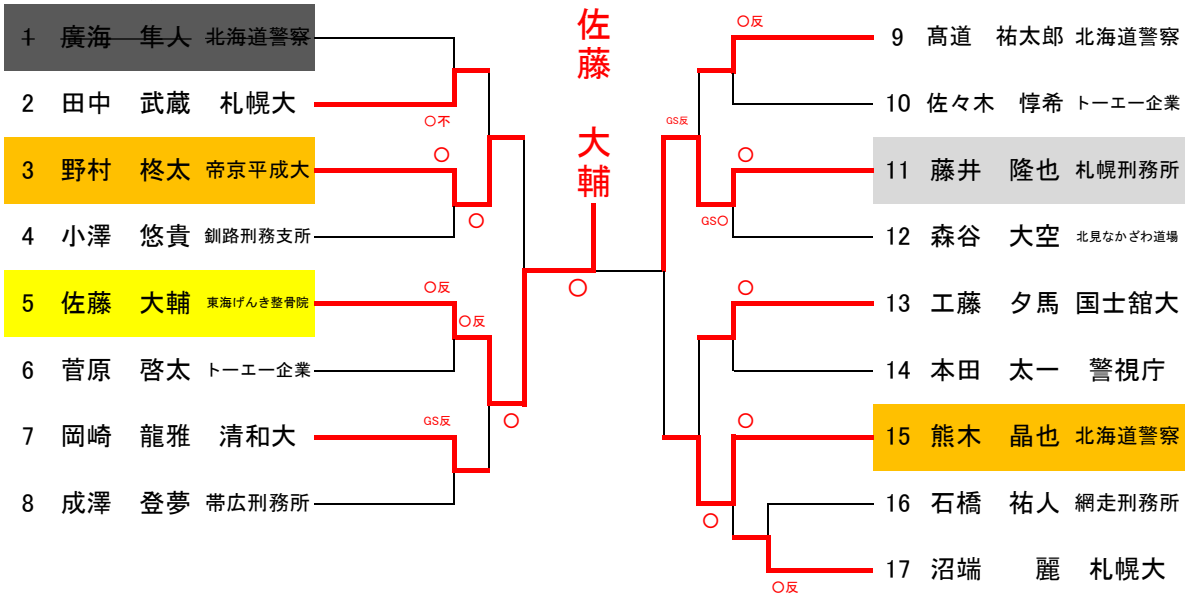 佐藤 大輔
1 廣海 隼人 北海道警察
2 田中 武蔵 札幌大
〇不
3 野村 柊太 帝京平成大
〇
〇
4 小澤 悠貴 釧路刑務支所
5 佐藤 大輔 東海げんき整骨院
〇反
〇反
6 菅原 啓太 トーエー企業
〇
7 岡崎 龍雅 清和大
GS反
8 成澤 登夢 帯広刑務所
〇
〇反
9 髙道 祐太郎 北海道警察
10 佐々木 惇希 トーエー企業
GS反
〇
11 藤井 隆也 札幌刑務所
GS〇
12 森谷 大空 北見なかざわ道場
〇
13 工藤 夕馬 国士舘大
14 本田 太一 警視庁
〇
15 熊木 晶也 北海道警察
〇
16 石橋 祐人 網走刑務所
17 沼端 麗 札幌大
〇反